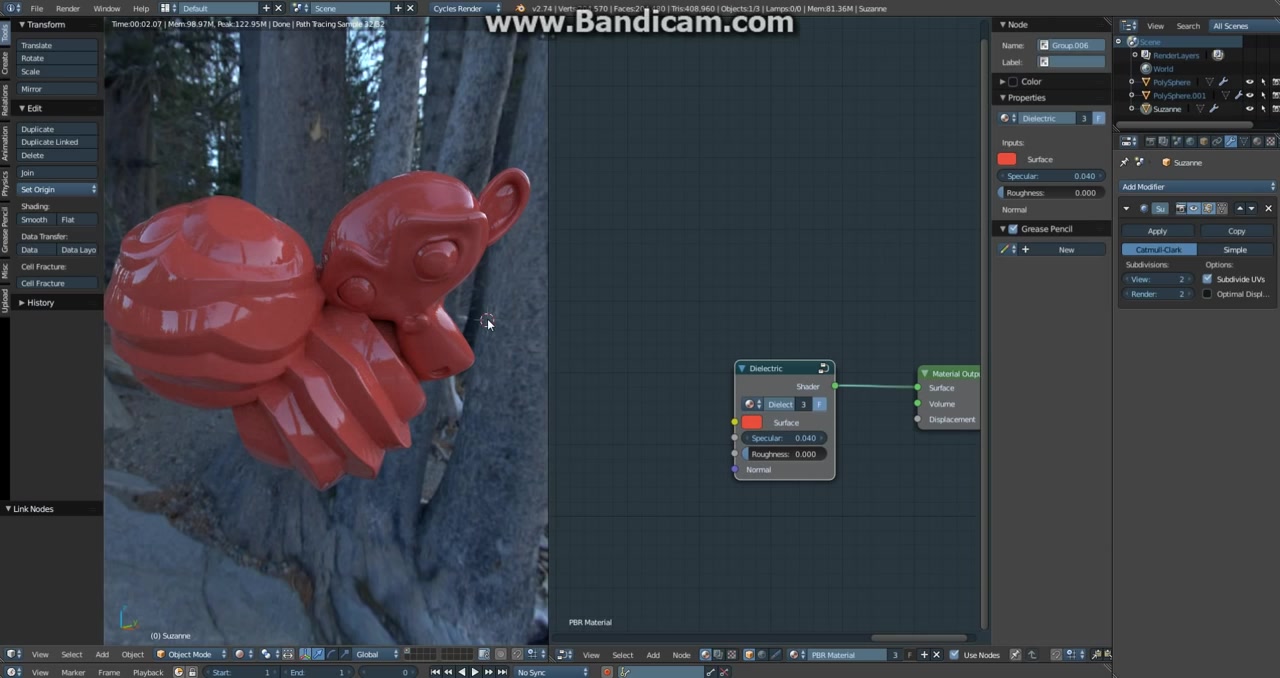 File Render Window Help Default Scene Cycles Render v2.74 | Tris:408,960 | Objects:1/3 | Lamps:0/0 | Mem:81.36M | Suzanne
www.Bandicam.com
Time:00:02.07 | Mem:98.97M, Peak:122.95M | Done | Path Tracing Sample
Tools
Create
Relations
Animation
Physics
Grease Pencil
Misc
Upload
Transform
Translate
Rotate
Scale
Mirror
Edit
Duplicate
Duplicate Linked
Delete
Join
Set Origin
Shading:
Smooth Flat
Data Transfer:
Data Data Layo
Cell Fracture:
Cell Fracture
History
Link Nodes
(0) Suzanne
Dielectric
Shader
Dielect 3 F
Surface
Specular: 0.040
Roughness: 0.000
Normal
Material Outp
Surface
Volume
Displacement
PBR Material
Node
Name: Group.006
Label:
Color
Properties
Dielectric 3 F
Inputs:
Surface
Specular: 0.040
Roughness: 0.000
Normal
Grease Pencil
New
View Search All Scenes
Scene
RenderLayers
World
PolySphere
PolySphere.001
Suzanne
Suzanne
Add Modifier
Su
Apply Copy
Catmull-Clark Simple
Subdivisions: Options:
View: 2 Subdivide UVs
Render: 2 Optimal Displ...
View Select Add Object Object Mode Global
View Select Add Node PBR Material 3 F Use Nodes
View Marker Frame Playback Start: 1 End: 1 0 No Sync